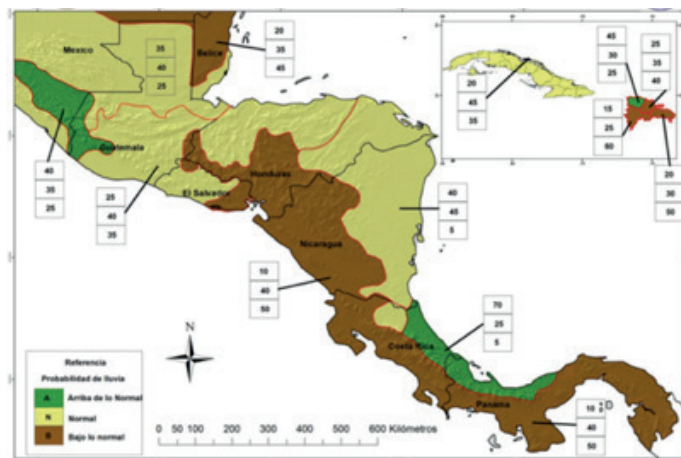 Mexico
Belice
35
40
25
20
35
45
45
30
25
25
35
40
20
45
35
15
25
60
20
30
50
Guatemala
40
35
25
Honduras
El Salvador
25
40
35
40
45
5
Nicaragua
10
40
50
70
25
5
Costa Rica
Panama
10
40
50
N
Referencia
Probabilidad de lluvia
A Arriba de lo Normal
N Normal
B Bajo lo normal
0 50 100 200 300 400 500 600 Kilómetros